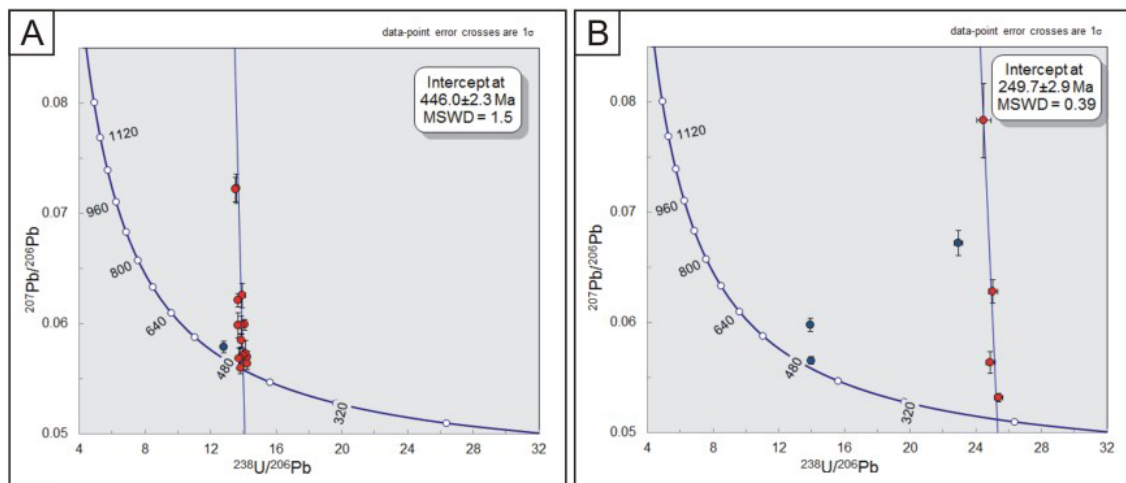 A
data-point error crosses are 1σ
Intercept at
446.0±2.3 Ma
MSWD = 1.5
0.08
0.07
0.06
0.05
1120
960
800
640
480
320
4 8 12 16 20 24 28 32
²³⁸U/²⁰⁶Pb
²⁰⁷Pb/²⁰⁶Pb
B
data-point error crosses are 1σ
Intercept at
249.7±2.9 Ma
MSWD = 0.39
0.08
0.07
0.06
0.05
1120
960
800
640
480
320
4 8 12 16 20 24 28 32
²³⁸U/²⁰⁶Pb
²⁰⁷Pb/²⁰⁶Pb